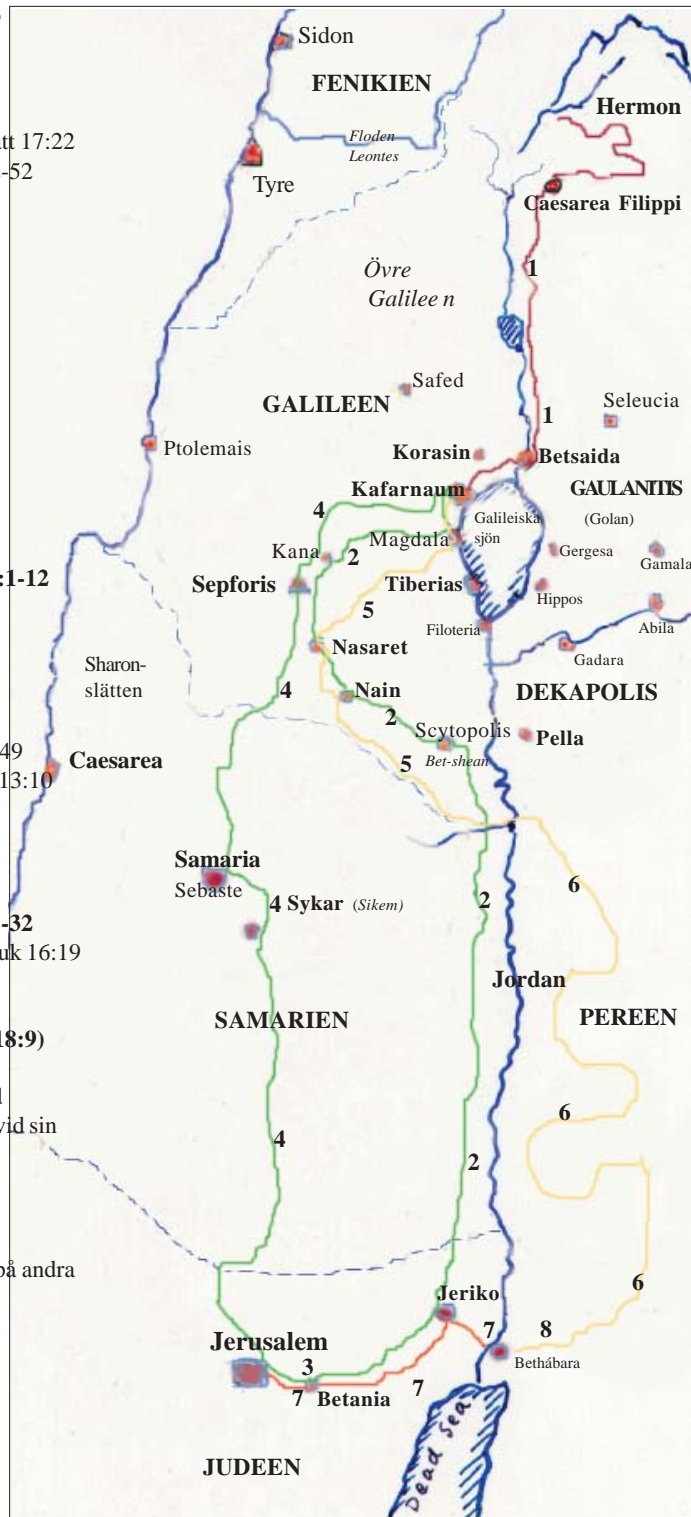 Sidon
FENIKIEN
Hermon
tt 17:22
Floden
Leontes
-52
Tyre
Caesarea Filippi
1
Övre
Galilee n
Safed
1
Seleucia
GALILEEN
Ptolemais
Korasin
Betsaida
Kafarnaum
GAULANITIS
4
Galileiska
(Golan)
Magdala
sjön
Kana
2
Gergesa
Gamala
:1-12
Sepforis
Tiberias
Hippos
5
Filoteria
Abila
Nasaret
Gadara
Sharon-
slätten
4
Nain
DEKAPOLIS
2
Scytopolis
Pella
49
Caesarea
Bet-shean
13:10
5
Samaria
Sebaste
6
4 Sykar (Sikem)
2
-32
uk 16:19
Jordan
SAMARIEN
PEREEN
18:9)
6
vid sin
4
2
på andra
6
Jeriko
Jerusalem
7
8
3
Bethábara
7
Betania
7
JUDEEN
Dead sea